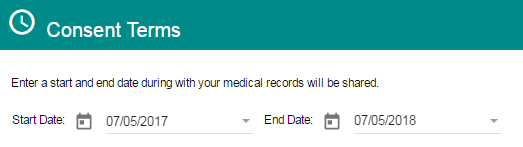 Consent Terms
Enter a start and end date during with your medical records will be shared.
Start Date: 07/05/2017 End Date: 07/05/2018